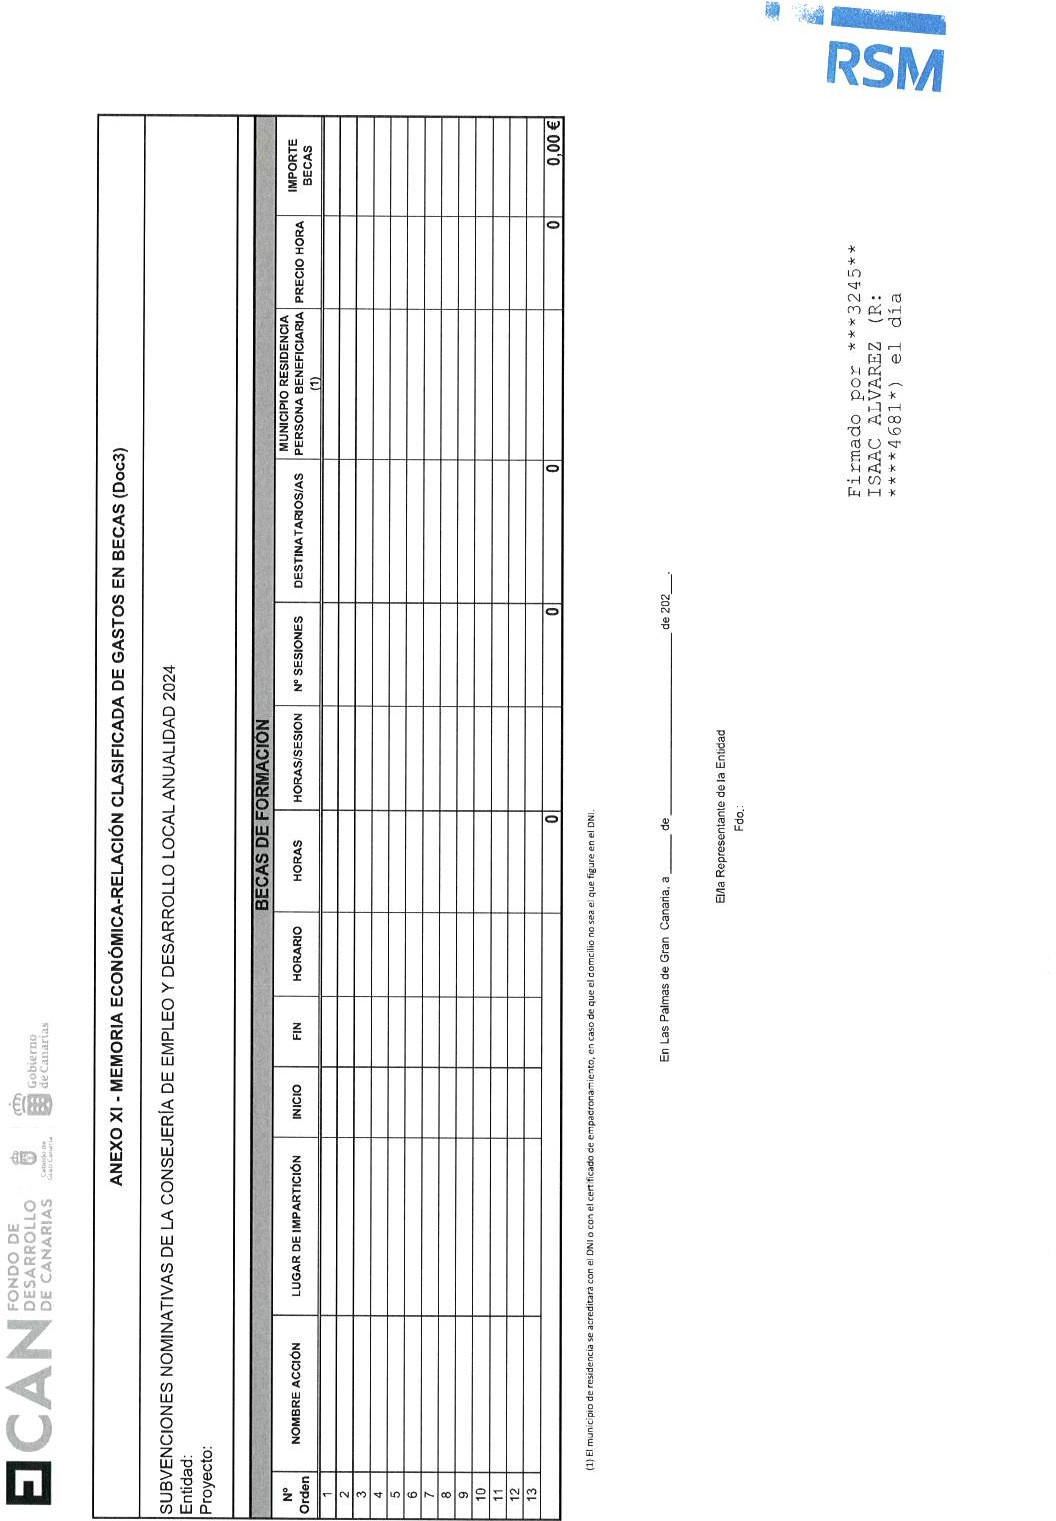 CAN
FONDO DE
DESARROLLO
DE CANARIAS
Cabildo de
Gran Canaria
Gobierno
de Canarias
ANEXO XI - MEMORIA ECONÓMICA-RELACIÓN CLASIFICADA DE GASTOS EN BECAS (Doc3)
SUBVENCIONES NOMINATIVAS DE LA CONSEJERÍA DE EMPLEO Y DESARROLLO LOCAL ANUALIDAD 2024
Entidad:
Proyecto:
BECAS DE FORMACIÓN
Nº Orden NOMBRE ACCIÓN LUGAR DE IMPARTICIÓN INICIO FIN HORARIO HORAS HORAS/SESION Nº SESIONES DESTINATARIOS/AS MUNICIPIO RESIDENCIA PERSONA BENEFICIARIA (1) PRECIO HORA IMPORTE BECAS
1
2
3
4
5
6
7
8
9
10
11
12
13
0 0 0 0 0,00 €
(1) El municipio de residencia se acreditará con el DNI o con el certificado de empadronamiento, en caso de que el domicilio no sea el que figure en el DNI.
En Las Palmas de Gran Canaria, a ______ de ______________________ de 202___.
El/la Representante de la Entidad
Fdo.:
Firmado por ***3245**
ISAAC ALVAREZ (R:
****4681*) el día
RSM